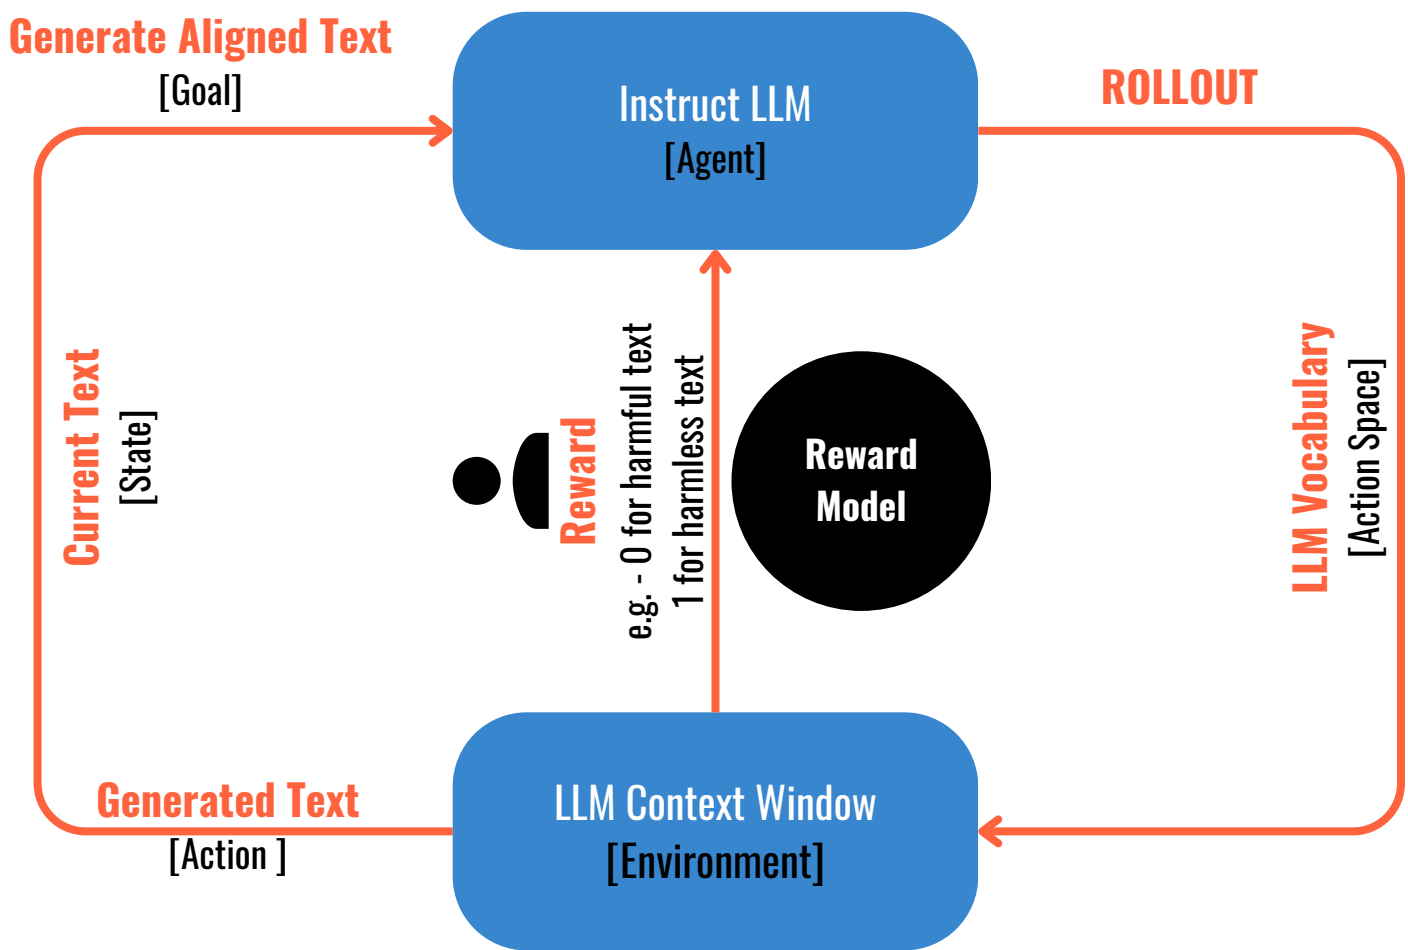 Generate Aligned Text
[Goal]
Instruct LLM
[Agent]
ROLLOUT
Current Text
[State]
Reward
e.g. - 0 for harmful text
1 for harmless text
Reward
Model
LLM Vocabulary
[Action Space]
Generated Text
[Action ]
LLM Context Window
[Environment]